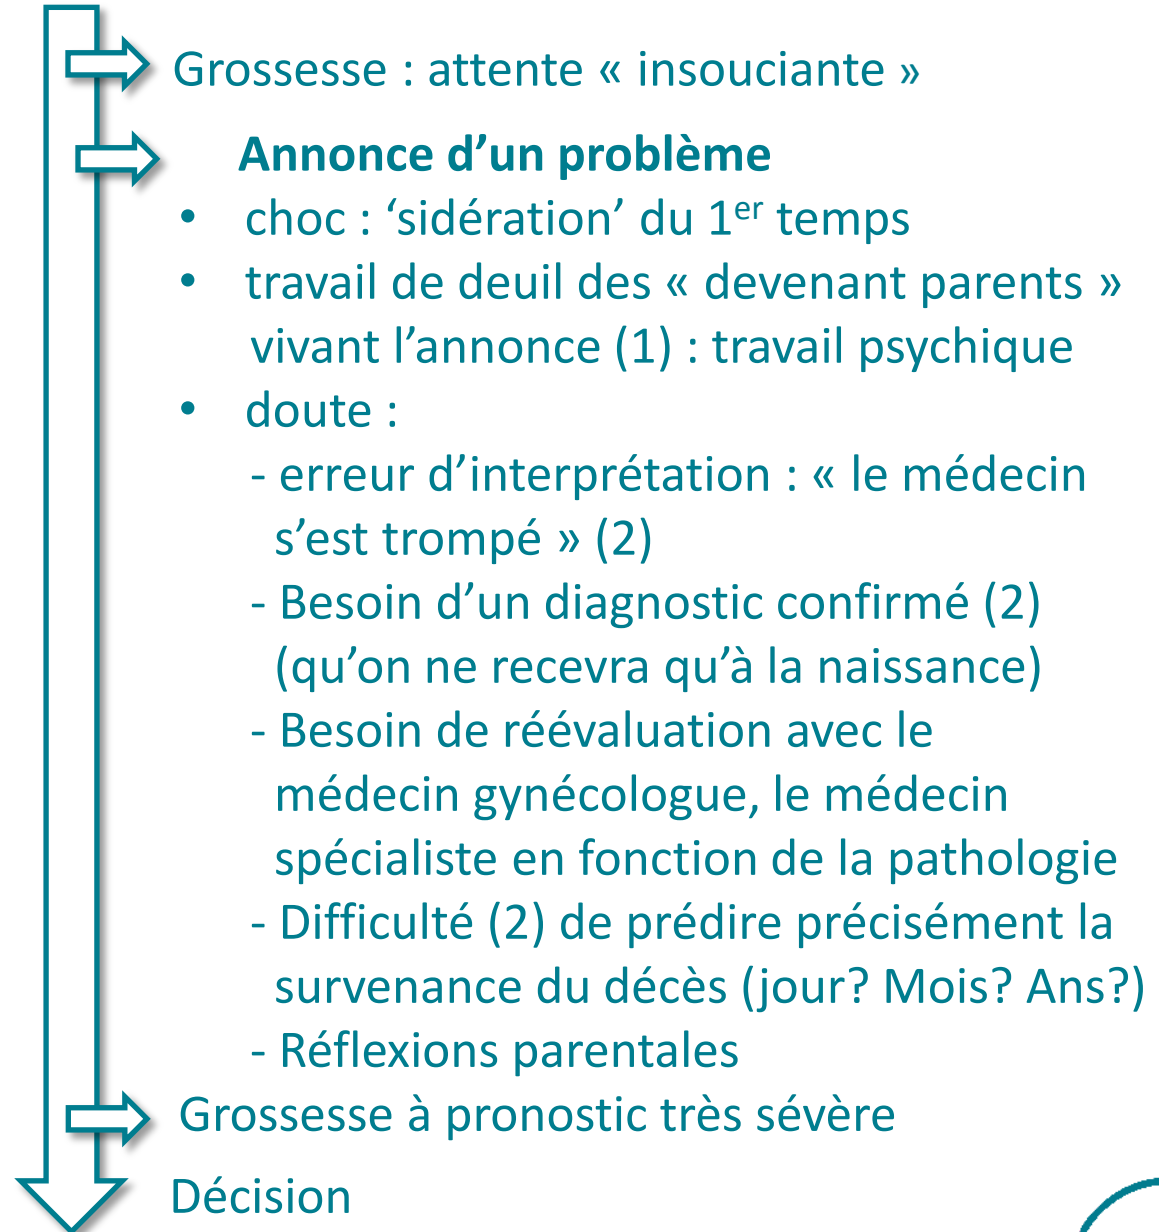 Grossesse : attente « insouciante »
Annonce d’un problème
• choc : ‘sidération’ du 1er temps
• travail de deuil des « devenant parents »
vivant l’annonce (1) : travail psychique
• doute :
- erreur d’interprétation : « le médecin
s’est trompé » (2)
- Besoin d’un diagnostic confirmé (2)
(qu’on ne recevra qu’à la naissance)
- Besoin de réévaluation avec le
médecin gynécologue, le médecin
spécialiste en fonction de la pathologie
- Difficulté (2) de prédire précisément la
survenance du décès (jour? Mois? Ans?)
- Réflexions parentales
Grossesse à pronostic très sévère
Décision